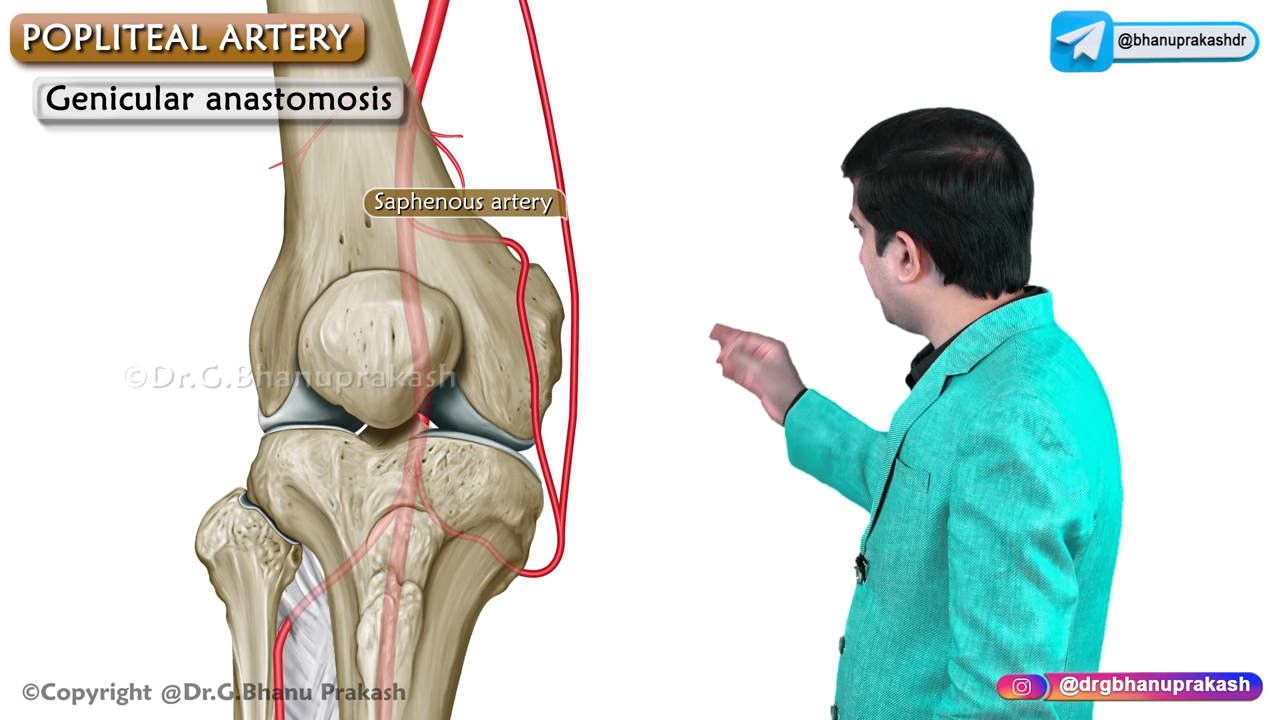 POPLITEAL ARTERY
@bhanuprakashdr
Genicular anastomosis
Saphenous artery
©Dr.G.Bhanuprakash
©Copyright @Dr.G.Bhanu Prakash
@drgbhanuprakash